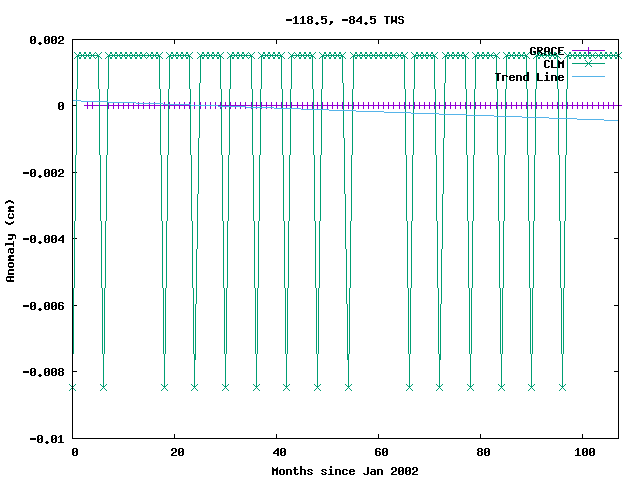 -118.5, -84.5 TWS
0.002
0
-0.002
-0.004
-0.006
-0.008
-0.01
Anomaly (cm)
GRACE
CLM
Trend Line
0 20 40 60 80 100
Months since Jan 2002